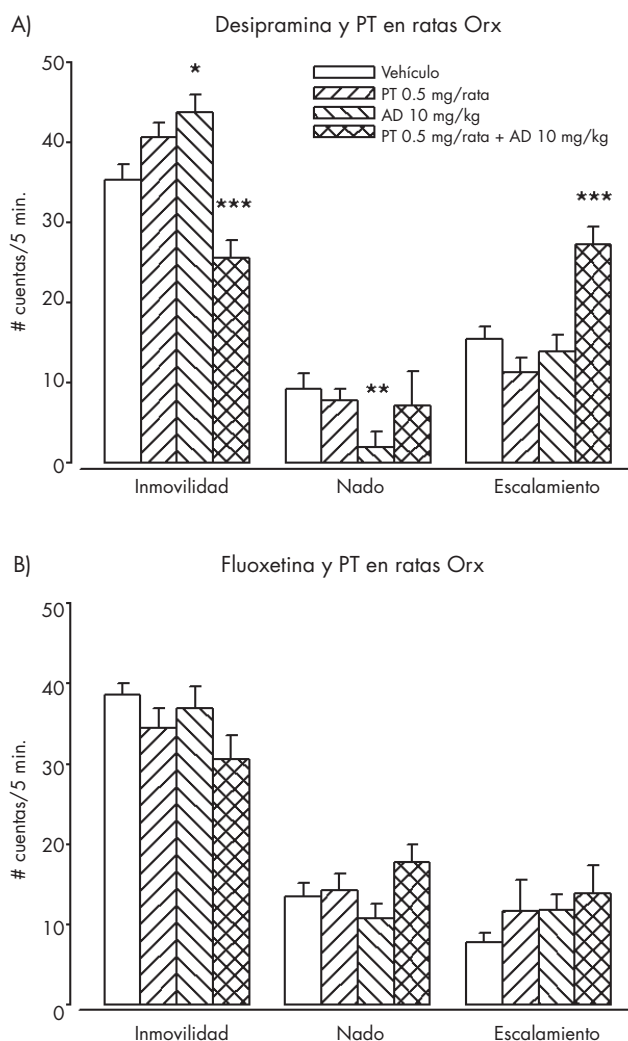 A) Desipramina y PT en ratas Orx
Vehículo
PT 0.5 mg/rata
AD 10 mg/kg
PT 0.5 mg/rata + AD 10 mg/kg
# cuentas/5 min.
50
40
30
20
10
0
*
***
**
***
Inmovilidad Nado Escalamiento
B) Fluoxetina y PT en ratas Orx
# cuentas/5 min.
50
40
30
20
10
0
Inmovilidad Nado Escalamiento